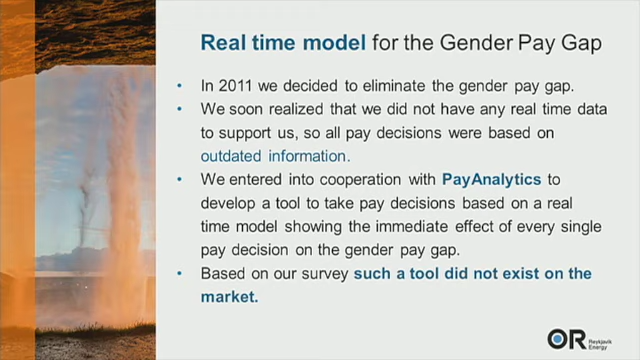 Real time model for the Gender Pay Gap
• In 2011 we decided to eliminate the gender pay gap.
• We soon realized that we did not have any real time data
to support us, so all pay decisions were based on
outdated information.
• We entered into cooperation with PayAnalytics to
develop a tool to take pay decisions based on a real
time model showing the immediate effect of every single
pay decision on the gender pay gap.
• Based on our survey such a tool did not exist on the
market.
OR Reykjavik
Energy